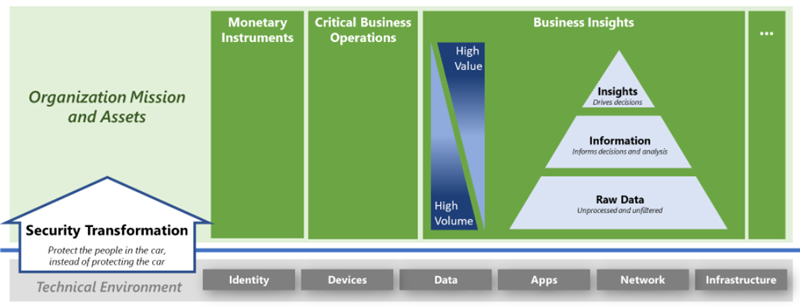 Monetary
Instruments
Critical Business
Operations
Business Insights
...
Organization Mission
and Assets
High
Value
High
Volume
Insights
Drives decisions
Information
Informs decisions and analysis
Raw Data
Unprocessed and unfiltered
Security Transformation
Protect the people in the car,
instead of protecting the car
Technical Environment
Identity
Devices
Data
Apps
Network
Infrastructure